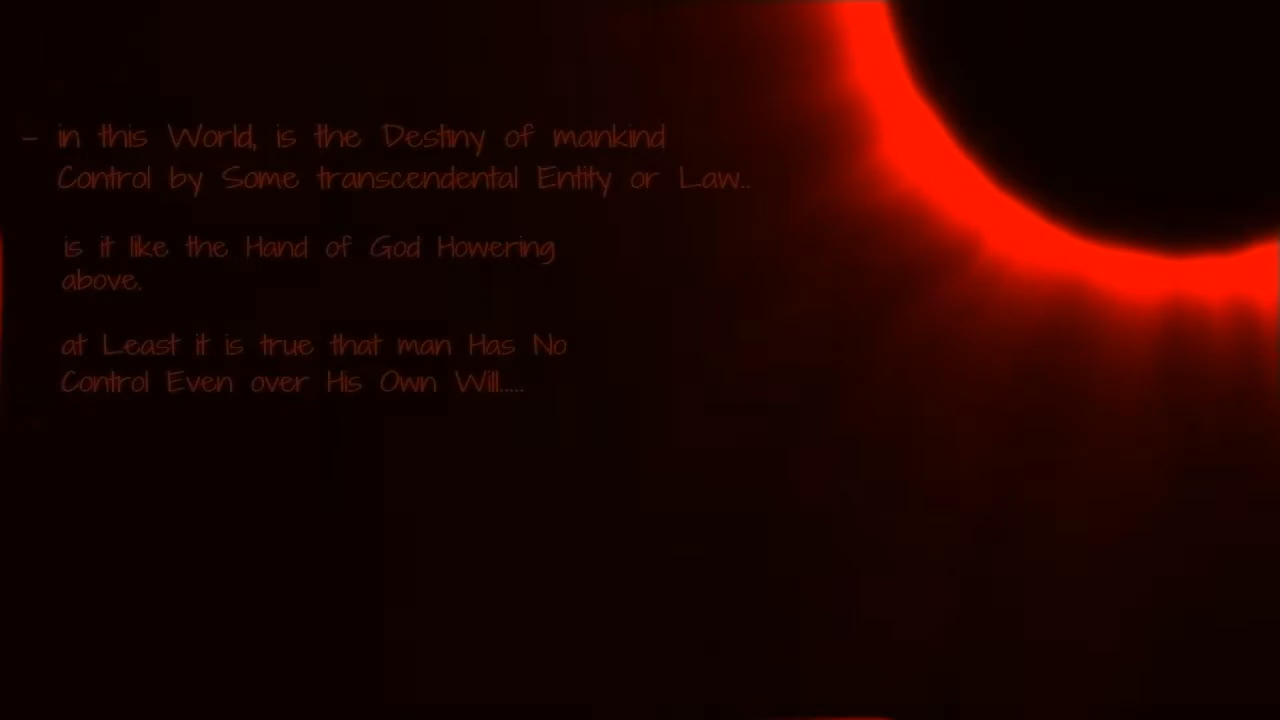 - in this World, is the Destiny of mankind
Control by Some transcendental Entity or Law..
is it like the Hand of God Howering
above.
at Least it is true that man Has No
Control Even over His Own Will.....